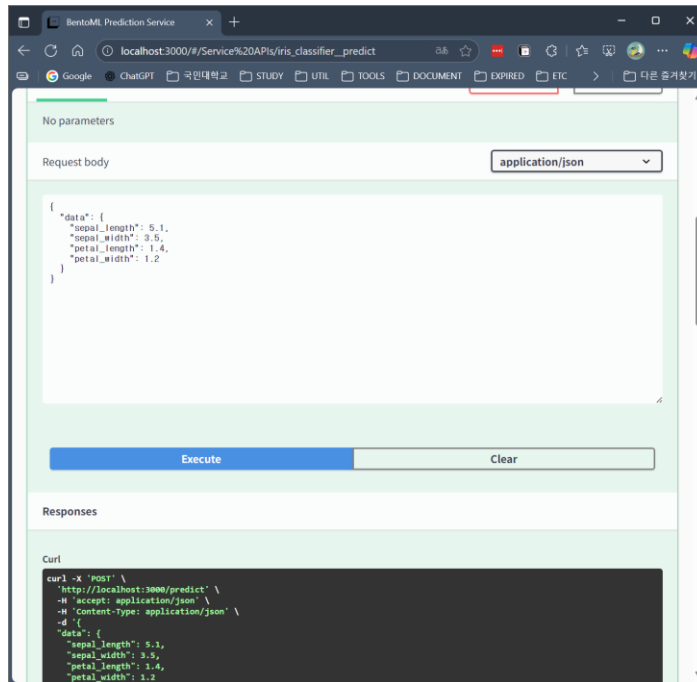 BentoML Prediction Service
localhost:3000/#/Service%20APIs/iris_classifier__predict
Google ChatGPT 국민대학교 STUDY UTIL TOOLS DOCUMENT EXPIRED ETC 다른 즐겨찾기
No parameters
Request body
application/json
{
"data": {
"sepal_length": 5.1,
"sepal_width": 3.5,
"petal_length": 1.4,
"petal_width": 1.2
}
}
Execute
Clear
Responses
Curl
curl -X 'POST' \
'http://localhost:3000/predict' \
-H 'accept: application/json' \
-H 'Content-Type: application/json' \
-d '{
"data": {
"sepal_length": 5.1,
"sepal_width": 3.5,
"petal_length": 1.4,
"petal_width": 1.2